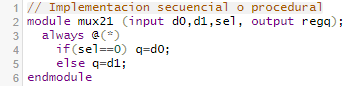 1 // Implementacion secuencial o procedural
2 module mux21 (input d0,d1,sel, output regq);
3 always @(*)
4 if(sel==0) q=d0;
5 else q=d1;
6 endmodule